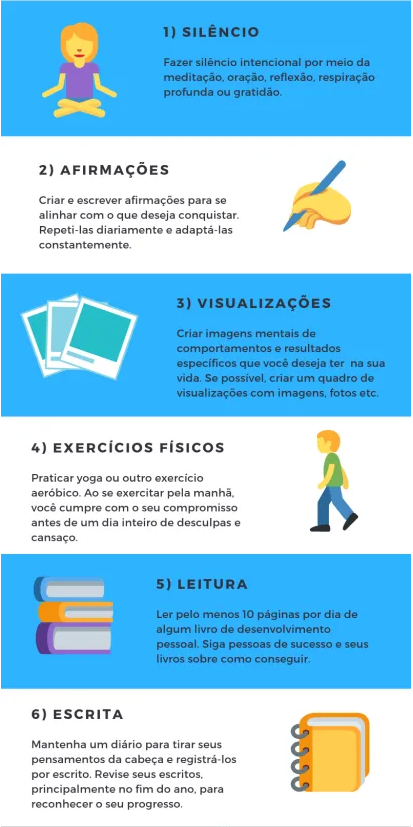 1) SILÊNCIO
Fazer silêncio intencional por meio da
meditação, oração, reflexão, respiração
profunda ou gratidão.
2) AFIRMAÇÕES
Criar e escrever afirmações para se
alinhar com o que deseja conquistar.
Repeti-las diariamente e adaptá-las
constantemente.
3) VISUALIZAÇÕES
Criar imagens mentais de
comportamentos e resultados
específicos que você deseja ter na sua
vida. Se possível, criar um quadro de
visualizações com imagens, fotos etc.
4) EXERCÍCIOS FÍSICOS
Praticar yoga ou outro exercício
aeróbico. Ao se exercitar pela manhã,
você cumpre com o seu compromisso
antes de um dia inteiro de desculpas e
cansaço.
5) LEITURA
Ler pelo menos 10 páginas por dia de
algum livro de desenvolvimento
pessoal. Siga pessoas de sucesso e seus
livros sobre como conseguir.
6) ESCRITA
Mantenha um diário para tirar seus
pensamentos da cabeça e registrá-los
por escrito. Revise seus escritos,
principalmente no fim do ano, para
reconhecer o seu progresso.